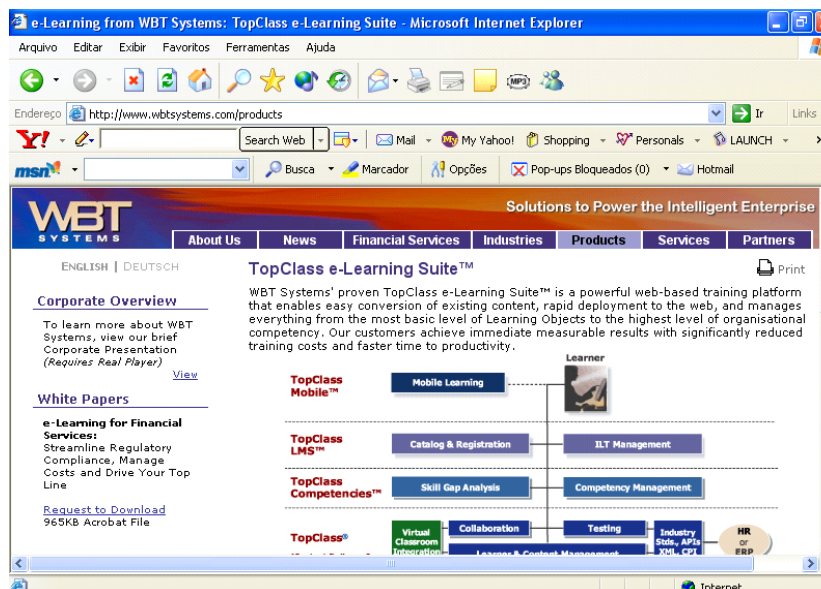 e-Learning from WBT Systems: TopClass e-Learning Suite - Microsoft Internet Explorer
Arquivo Editar Exibir Favoritos Ferramentas Ajuda
MP3
Endereço http://www.wbtsystems.com/products Ir Links
Y! Search Web Mail My Yahoo! Shopping Personals LAUNCH
msn Busca Marcador Opções Pop-ups Bloqueados (0) Hotmail
Solutions to Power the Intelligent Enterprise
WBT
SYSTEMS
About Us News Financial Services Industries Products Services Partners
ENGLISH | DEUTSCH
TopClass e-Learning Suite™
Print
Corporate Overview
To learn more about WBT
Systems, view our brief
Corporate Presentation
(Requires Real Player)
View
White Papers
e-Learning for Financial
Services:
Streamline Regulatory
Compliance, Manage
Costs and Drive Your Top
Line
Request to Download
965KB Acrobat File
WBT Systems' proven TopClass e-Learning Suite™ is a powerful web-based training platform
that enables easy conversion of existing content, rapid deployment to the web, and manages
everything from the most basic level of Learning Objects to the highest level of organisational
competency. Our customers achieve immediate measurable results with significantly reduced
training costs and faster time to productivity.
Learner
TopClass
Mobile™
Mobile Learning
TopClass
LMS™
Catalog & Registration
ILT Management
TopClass
Competencies™
Skill Gap Analysis
Competency Management
TopClass®
Virtual
Classroom
Integration
Collaboration
Testing
Learner & Content Management
Industry
Stds., APIs
XML, CPI
HR
or
ERP
Internet